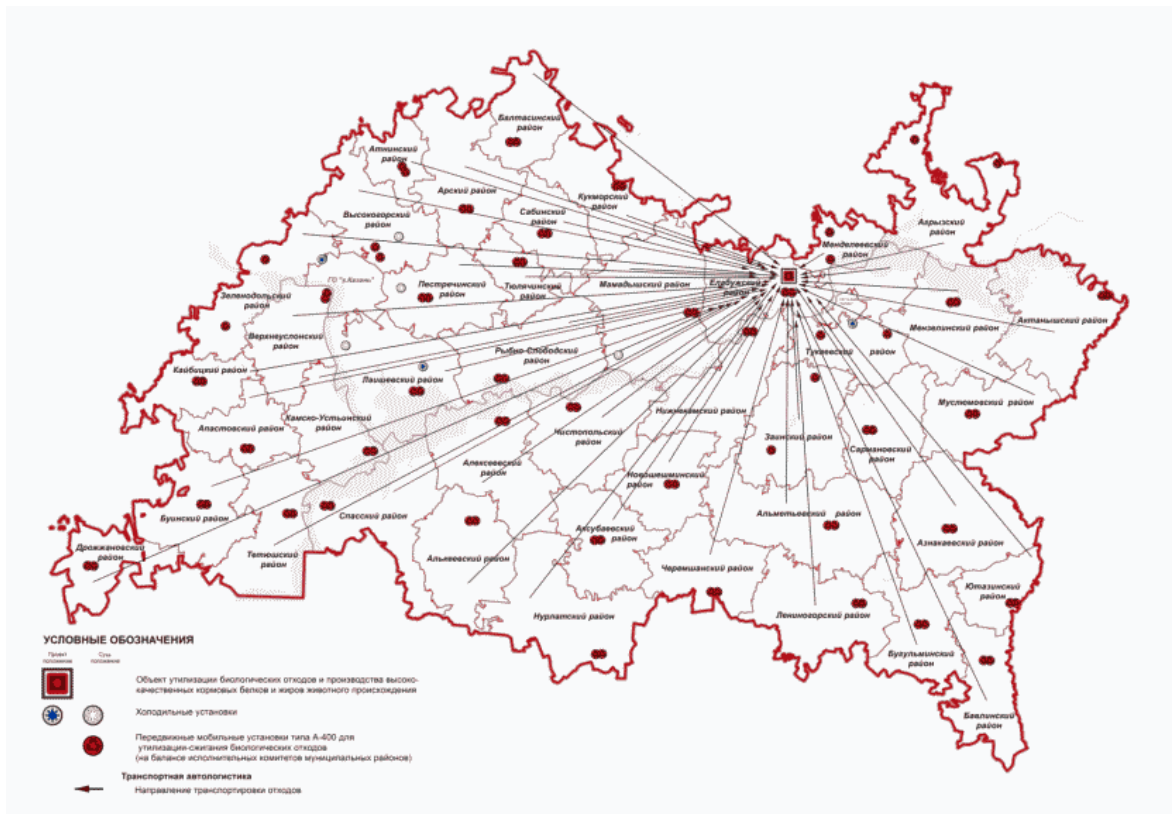 Балтасинский
район
Атнинский
район
Арский район
Кукморский
район
Сабинский
район
Высокогорский
район
Агрызский
район
Менделеевский
район
ГО "г.Казань"
Пестречинский
район
Тюлячинский
район
Мамадышский район
Елабужский
район
Зеленодольский
район
Верхнеуслонский
район
Мензелинский район
Актанышский район
Тукаевский район
Рыбно-Слободский
район
Кайбицкий район
Лаишевский район
Муслюмовский район
Нижнекамский район
Камско-Устьинский
район
Апастовский
район
Чистопольский
район
Заинский район
Сармановский
район
Алексеевский
район
Новошешминский
район
Буинский район
Спасский район
Альметьевский район
Аксубаевский
район
Азнакаевский район
Дрожжановский
район
Тетюшский
район
Алькеевский район
Черемшанский район
Ютазинский
район
Нурлатский район
Лениногорский район
Бугульминский
район
Бавлинский
район
УСЛОВНЫЕ ОБОЗНАЧЕНИЯ
Проект. Сущ.
положение положение
Объект утилизации биологических отходов и производства высоко-
качественных кормовых белков и жиров животного происхождения
Холодильные установки
Передвижные мобильные установки типа А-400 для
утилизации-сжигания биологических отходов
(на балансе исполнительных комитетов муниципальных районов)
Транспортная автологистика
Направление транспортировки отходов